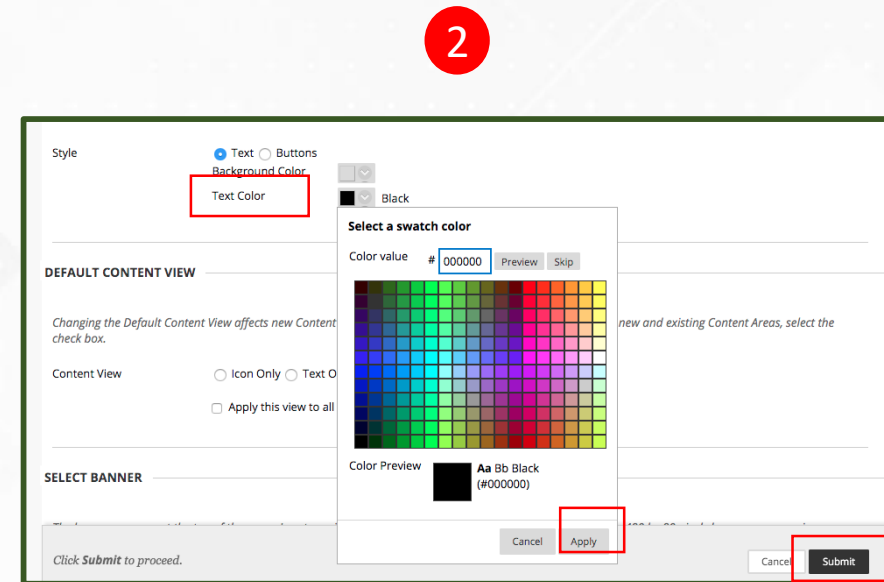 2
Style Text Buttons
Background Color
Text Color Black
Select a swatch color
Color value # 000000 Preview Skip
DEFAULT CONTENT VIEW
Changing the Default Content View affects new Content new and existing Content Areas, select the
check box.
Content View Icon Only Text O
Apply this view to all
Color Preview Aa Bb Black
(#000000)
SELECT BANNER
Cancel Apply
Click Submit to proceed. Cancel Submit